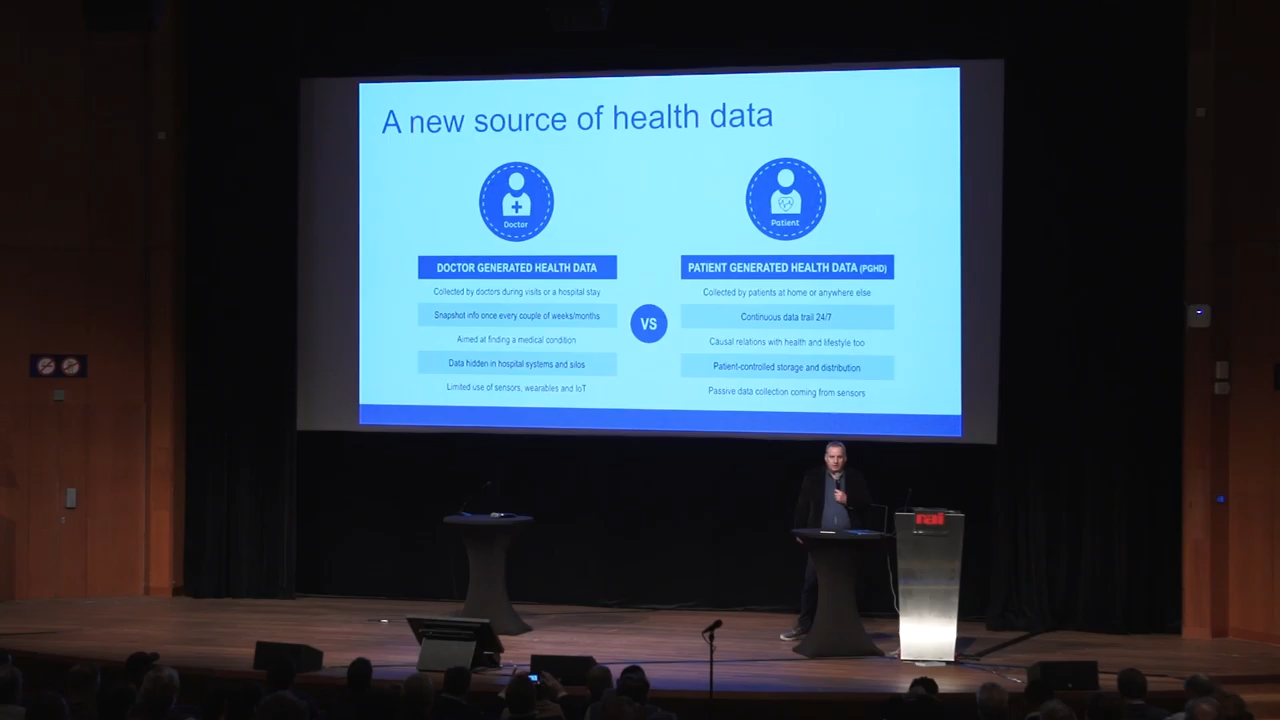 A new source of health data
Doctor
Patient
DOCTOR GENERATED HEALTH DATA
Collected by doctors during visits or a hospital stay
Snapshot info once every couple of weeks/months
Aimed at finding a medical condition
Data hidden in hospital systems and silos
Limited use of sensors, wearables and IoT
VS
PATIENT GENERATED HEALTH DATA (PGHD)
Collected by patients at home or anywhere else
Continuous data trail 24/7
Causal relations with health and lifestyle too
Patient-controlled storage and distribution
Passive data collection coming from sensors
rai